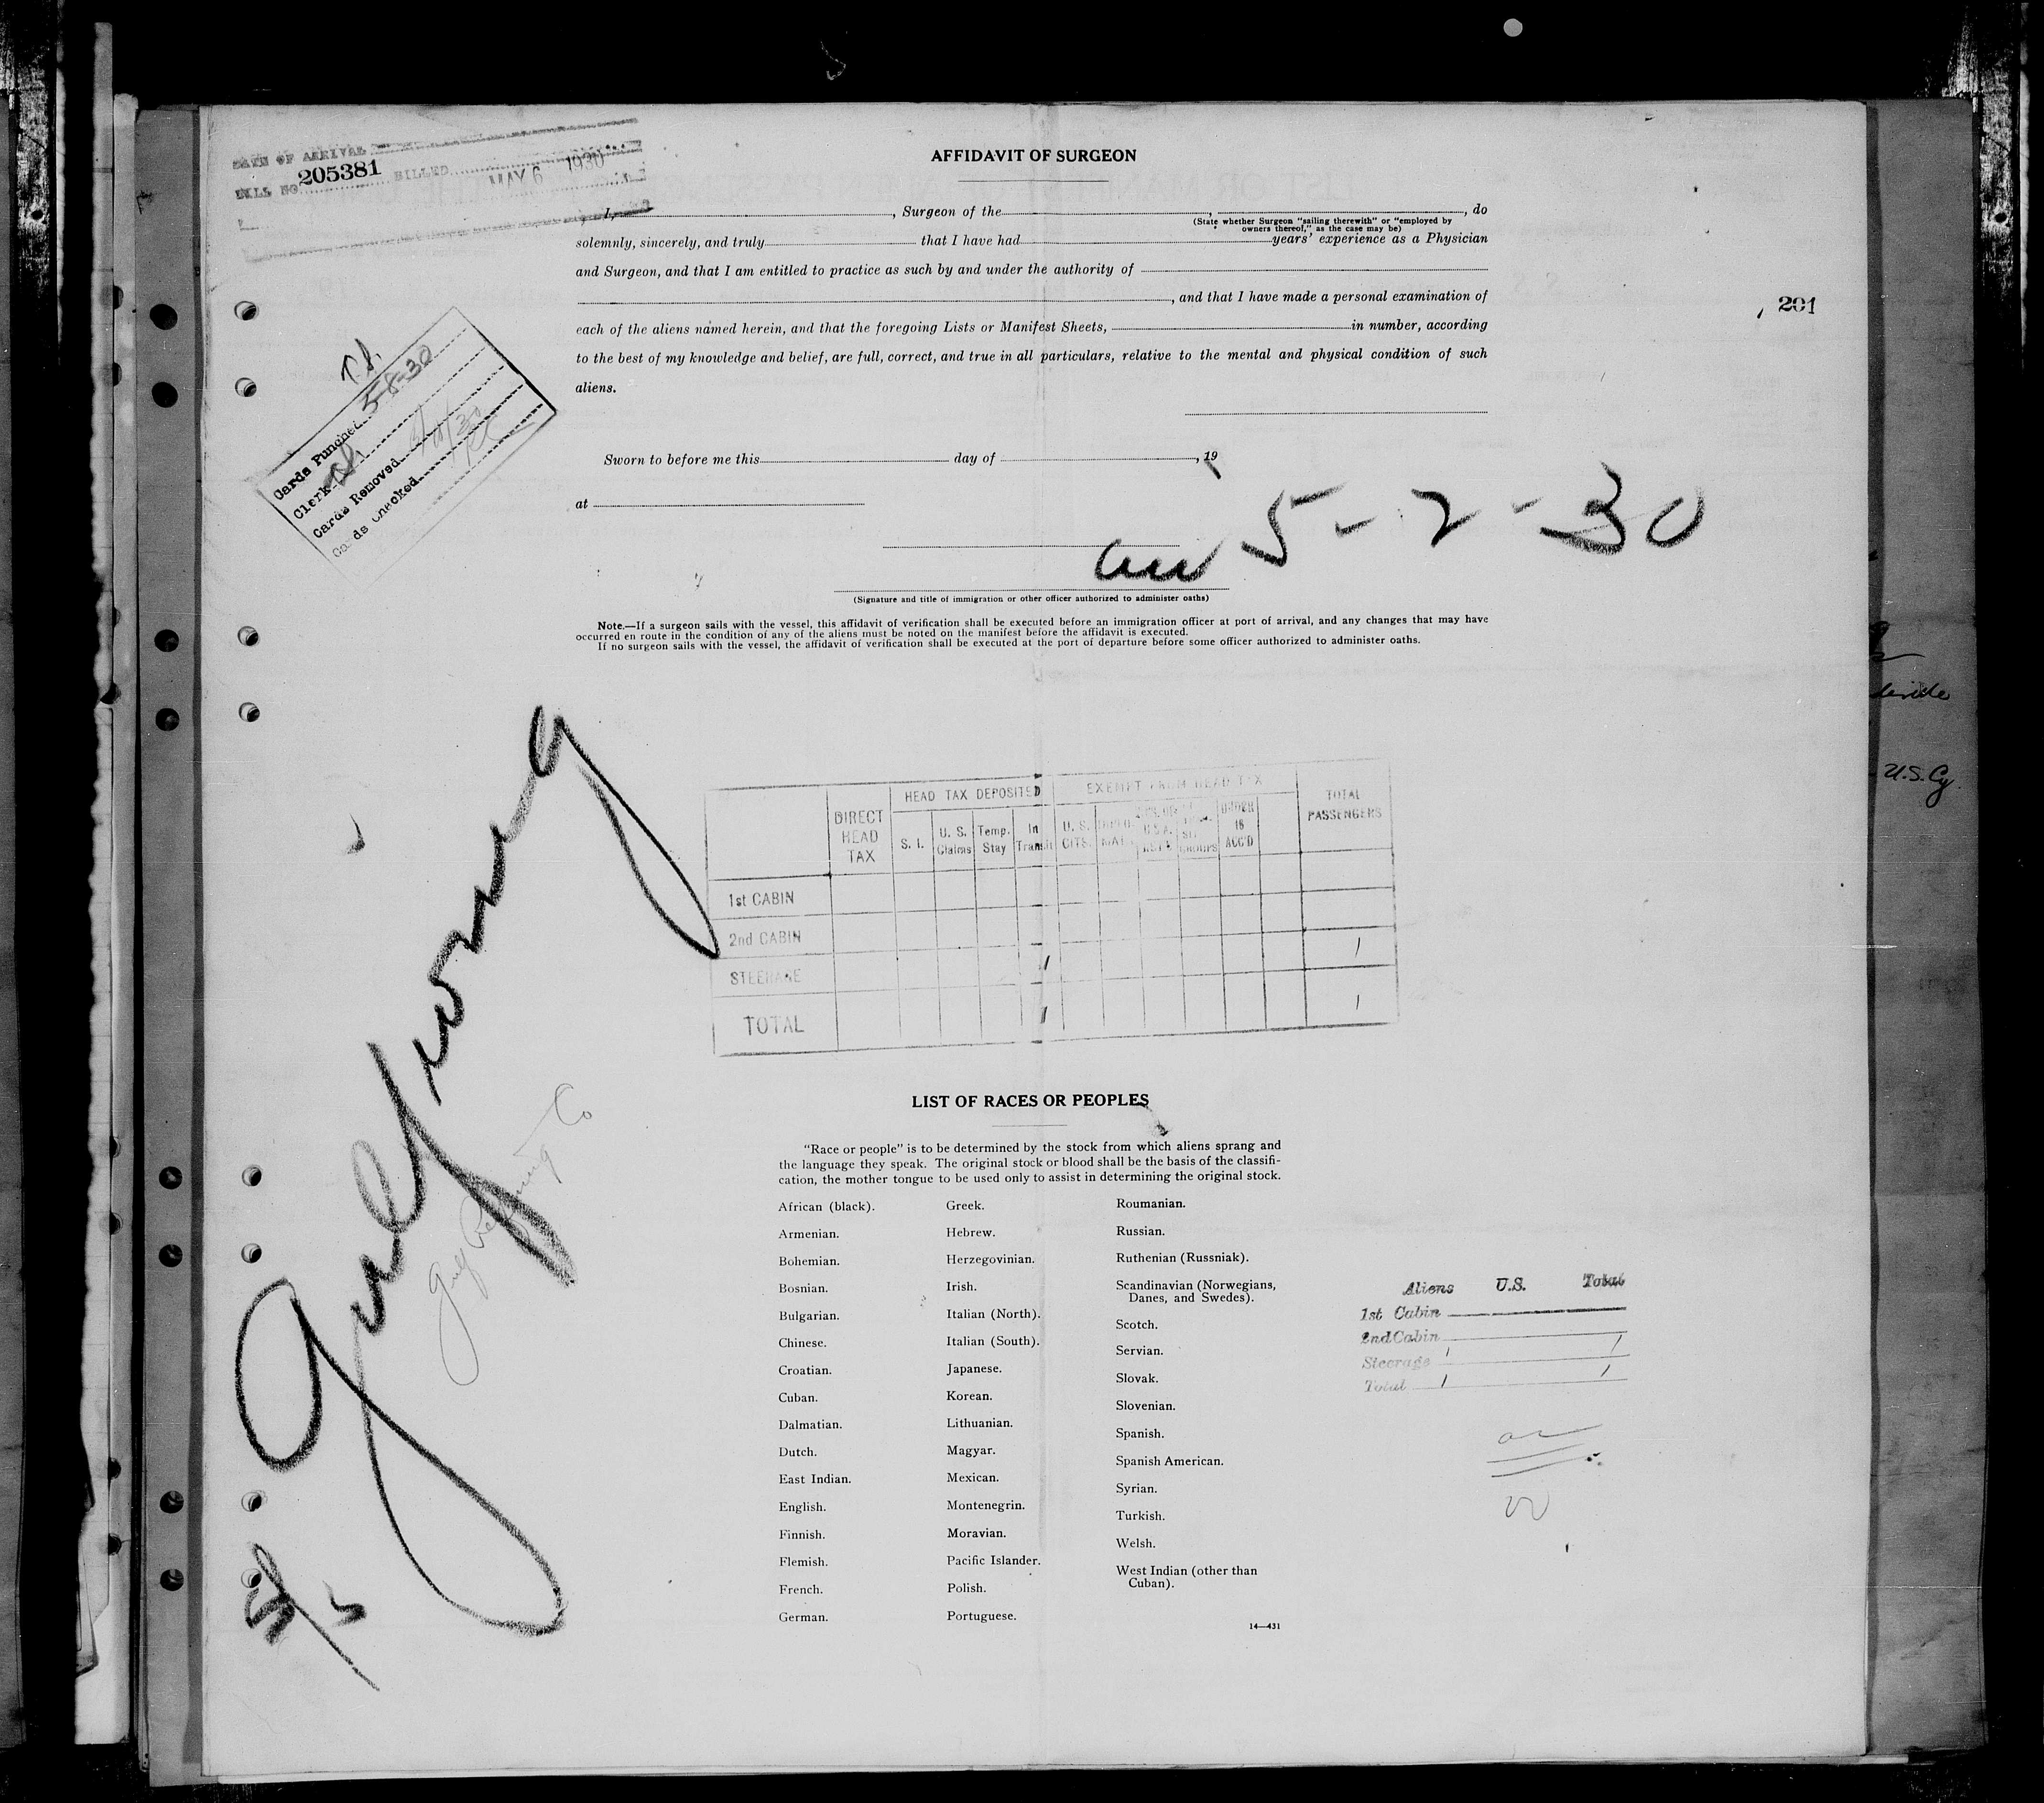 DATE OF ARRIVAL
BILL NO. 205381 BILLED MAY 6 1930
AFFIDAVIT OF SURGEON
I, , Surgeon of the , , do
(State whether Surgeon "sailing therewith" or "employed by
owners thereof," as the case may be)
solemnly, sincerely, and truly that I have had years' experience as a Physician
and Surgeon, and that I am entitled to practice as such by and under the authority of
, and that I have made a personal examination of
each of the aliens named herein, and that the foregoing Lists or Manifest Sheets, in number, according
to the best of my knowledge and belief, are full, correct, and true in all particulars, relative to the mental and physical condition of such
aliens.
201
Cards Punched 5-8-30
Clerk
Cards Removed
Cards Checked
Sworn to before me this day of , 19
at
5-2-30
(Signature and title of immigration or other officer authorized to administer oaths)
Note.—If a surgeon sails with the vessel, this affidavit of verification shall be executed before an immigration officer at port of arrival, and any changes that may have
occurred en route in the condition of any of the aliens must be noted on the manifest before the affidavit is executed.
If no surgeon sails with the vessel, the affidavit of verification shall be executed at the port of departure before some officer authorized to administer oaths.
U.S. Cy
Gulfwing
Gulf Refining Co
DIRECT HEAD TAX
HEAD TAX DEPOSITED
S. I.
U. S. Claims
Temp. Stay
In Transit
EXEMPT FROM HEAD TAX
U. S. CITS.
UNDER 16 ACC'D
TOTAL PASSENGERS
1st CABIN
2nd CABIN 1
STEERAGE 1
TOTAL 1 1
LIST OF RACES OR PEOPLES
"Race or people" is to be determined by the stock from which aliens sprang and
the language they speak. The original stock or blood shall be the basis of the classifi-
cation, the mother tongue to be used only to assist in determining the original stock.
African (black).
Armenian.
Bohemian.
Bosnian.
Bulgarian.
Chinese.
Croatian.
Cuban.
Dalmatian.
Dutch.
East Indian.
English.
Finnish.
Flemish.
French.
German.
Greek.
Hebrew.
Herzegovinian.
Irish.
Italian (North).
Italian (South).
Japanese.
Korean.
Lithuanian.
Magyar.
Mexican.
Montenegrin.
Moravian.
Pacific Islander.
Polish.
Portuguese.
Roumanian.
Russian.
Ruthenian (Russniak).
Scandinavian (Norwegians,
Danes, and Swedes).
Scotch.
Servian.
Slovak.
Slovenian.
Spanish.
Spanish American.
Syrian.
Turkish.
Welsh.
West Indian (other than
Cuban).
14—431
Aliens U.S. Total
1st Cabin
2nd Cabin 1
Steerage 1
Total 1 1